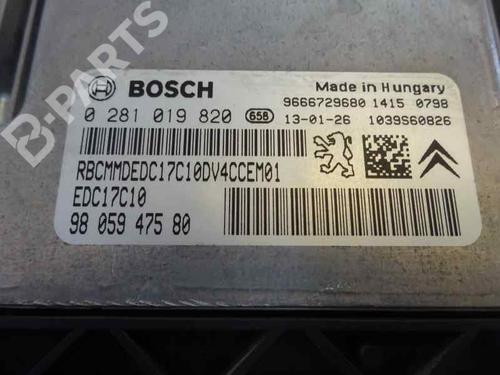 B-PARTS
BOSCH
Made in Hungary
9666729680 1415 0798
0 281 019 820 658 13-01-26 1039S60826
RBCMMDEDC17C10DV4CCEM01
EDC17C10
98 059 475 80